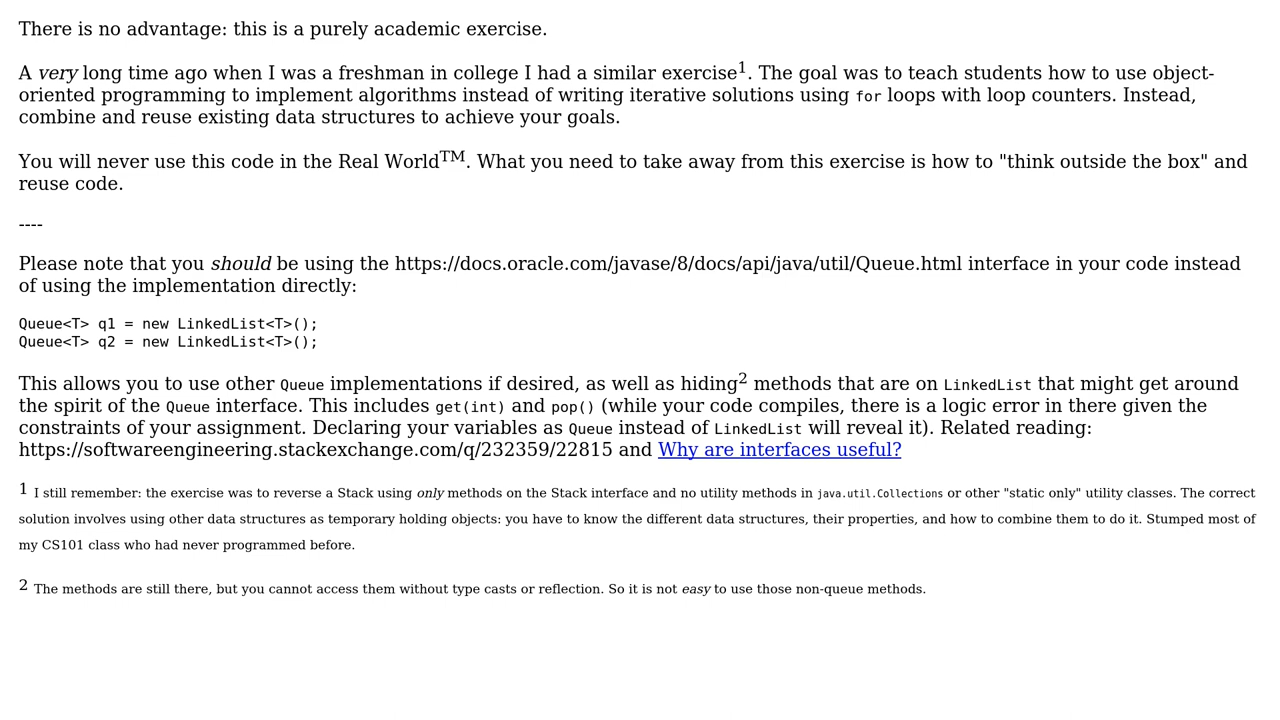 There is no advantage: this is a purely academic exercise.
A very long time ago when I was a freshman in college I had a similar exercise1. The goal was to teach students how to use object-
oriented programming to implement algorithms instead of writing iterative solutions using for loops with loop counters. Instead,
combine and reuse existing data structures to achieve your goals.
You will never use this code in the Real WorldTM. What you need to take away from this exercise is how to "think outside the box" and
reuse code.
----
Please note that you should be using the https://docs.oracle.com/javase/8/docs/api/java/util/Queue.html interface in your code instead
of using the implementation directly:
Queue<T> q1 = new LinkedList<T>();
Queue<T> q2 = new LinkedList<T>();
This allows you to use other Queue implementations if desired, as well as hiding2 methods that are on LinkedList that might get around
the spirit of the Queue interface. This includes get(int) and pop() (while your code compiles, there is a logic error in there given the
constraints of your assignment. Declaring your variables as Queue instead of LinkedList will reveal it). Related reading:
https://softwareengineering.stackexchange.com/q/232359/22815 and Why are interfaces useful?
1 I still remember: the exercise was to reverse a Stack using only methods on the Stack interface and no utility methods in java.util.Collections or other "static only" utility classes. The correct
solution involves using other data structures as temporary holding objects: you have to know the different data structures, their properties, and how to combine them to do it. Stumped most of
my CS101 class who had never programmed before.
2 The methods are still there, but you cannot access them without type casts or reflection. So it is not easy to use those non-queue methods.